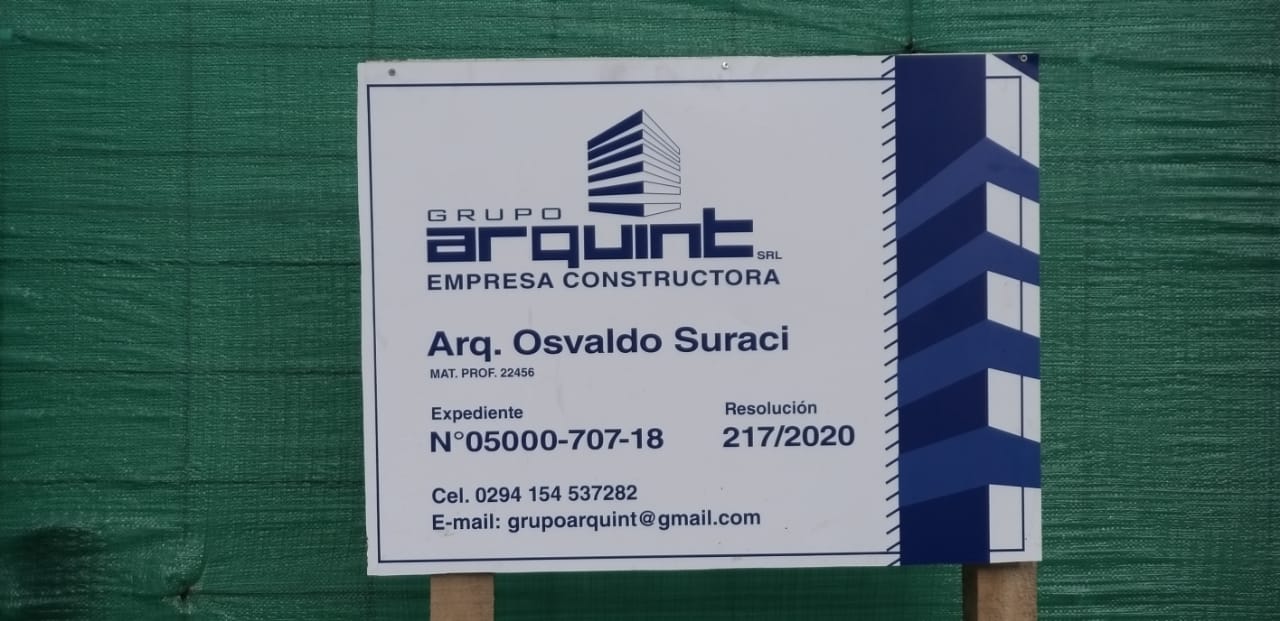 GRUPO
arquint SRL
EMPRESA CONSTRUCTORA
Arq. Osvaldo Suraci
MAT. PROF. 22456
Expediente
N°05000-707-18
Resolución
217/2020
Cel. 0294 154 537282
E-mail: grupoarquint@gmail.com